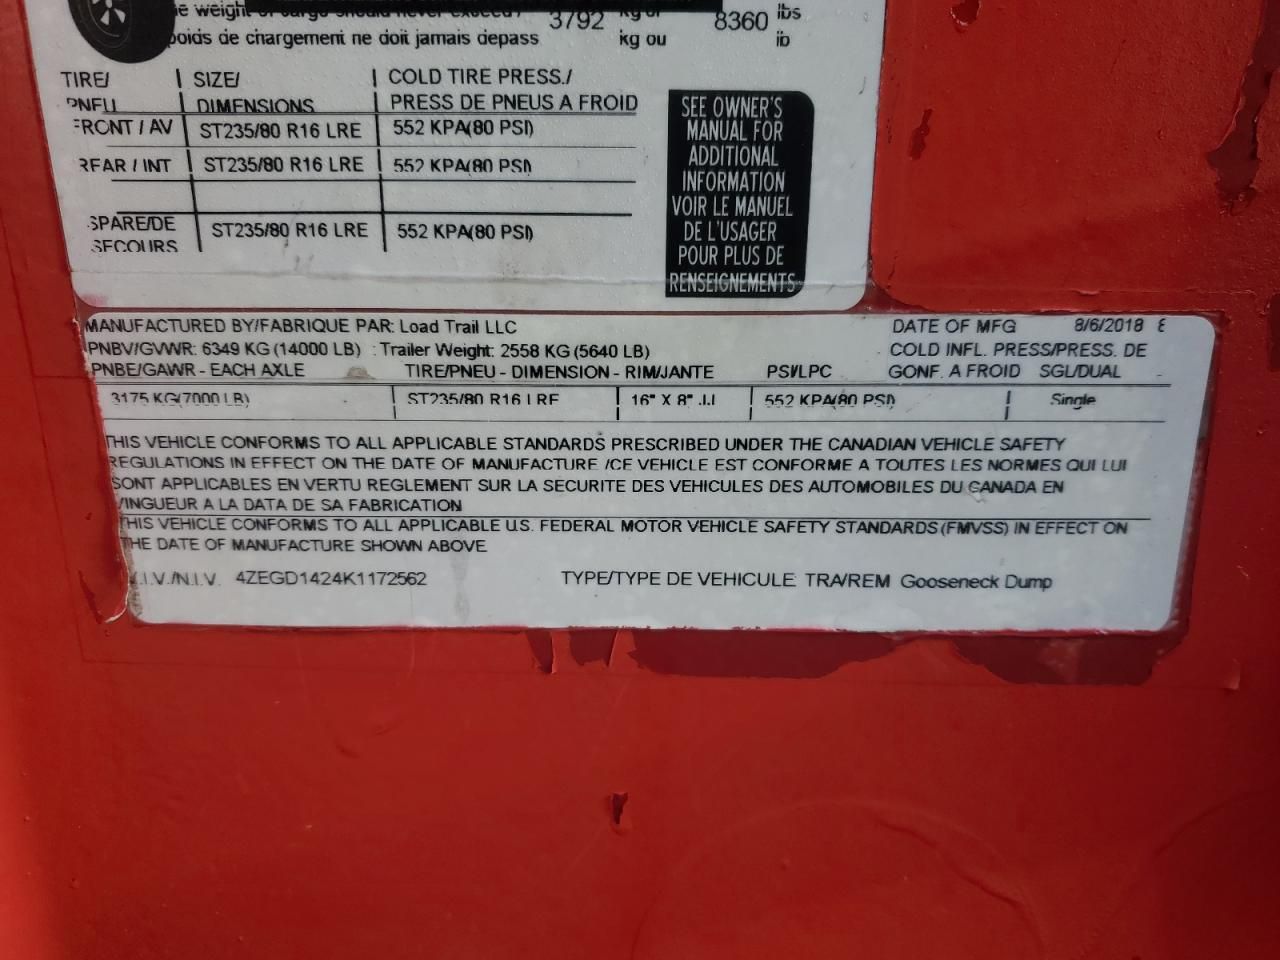 weight of cargo should never exceed / 3792 kg or 8360 lbs
poids de chargement ne doit jamais depass kg ou lb
TIRE/ SIZE/ COLD TIRE PRESS./
PNEU DIMENSIONS PRESS DE PNEUS A FROID
FRONT / AV ST235/80 R16 LRE 552 KPA(80 PSI)
REAR / INT ST235/80 R16 LRE 552 KPA(80 PSI)
SPARE/DE ST235/80 R16 LRE 552 KPA(80 PSI)
SECOURS
SEE OWNER'S
MANUAL FOR
ADDITIONAL
INFORMATION
VOIR LE MANUEL
DE L'USAGER
POUR PLUS DE
RENSEIGNEMENTS
MANUFACTURED BY/FABRIQUE PAR: Load Trail LLC DATE OF MFG 8/6/2018
PNBV/GVWR: 6349 KG (14000 LB) : Trailer Weight: 2558 KG (5640 LB) COLD INFL. PRESS/PRESS. DE
PNBE/GAWR - EACH AXLE TIRE/PNEU - DIMENSION - RIM/JANTE PSI/LPC GONF. A FROID SGL/DUAL
3175 KG(7000 LB) ST235/80 R16 LRE 16" X 8" JJ 552 KPA(80 PSI) Single
THIS VEHICLE CONFORMS TO ALL APPLICABLE STANDARDS PRESCRIBED UNDER THE CANADIAN VEHICLE SAFETY
REGULATIONS IN EFFECT ON THE DATE OF MANUFACTURE /CE VEHICLE EST CONFORME A TOUTES LES NORMES QUI LUI
SONT APPLICABLES EN VERTU REGLEMENT SUR LA SECURITE DES VEHICULES DES AUTOMOBILES DU CANADA EN
VINGUEUR A LA DATA DE SA FABRICATION
THIS VEHICLE CONFORMS TO ALL APPLICABLE U.S. FEDERAL MOTOR VEHICLE SAFETY STANDARDS (FMVSS) IN EFFECT ON
THE DATE OF MANUFACTURE SHOWN ABOVE
V.I.V./N.I.V. 4ZEGD1424K1172562 TYPE/TYPE DE VEHICULE: TRA/REM Gooseneck Dump